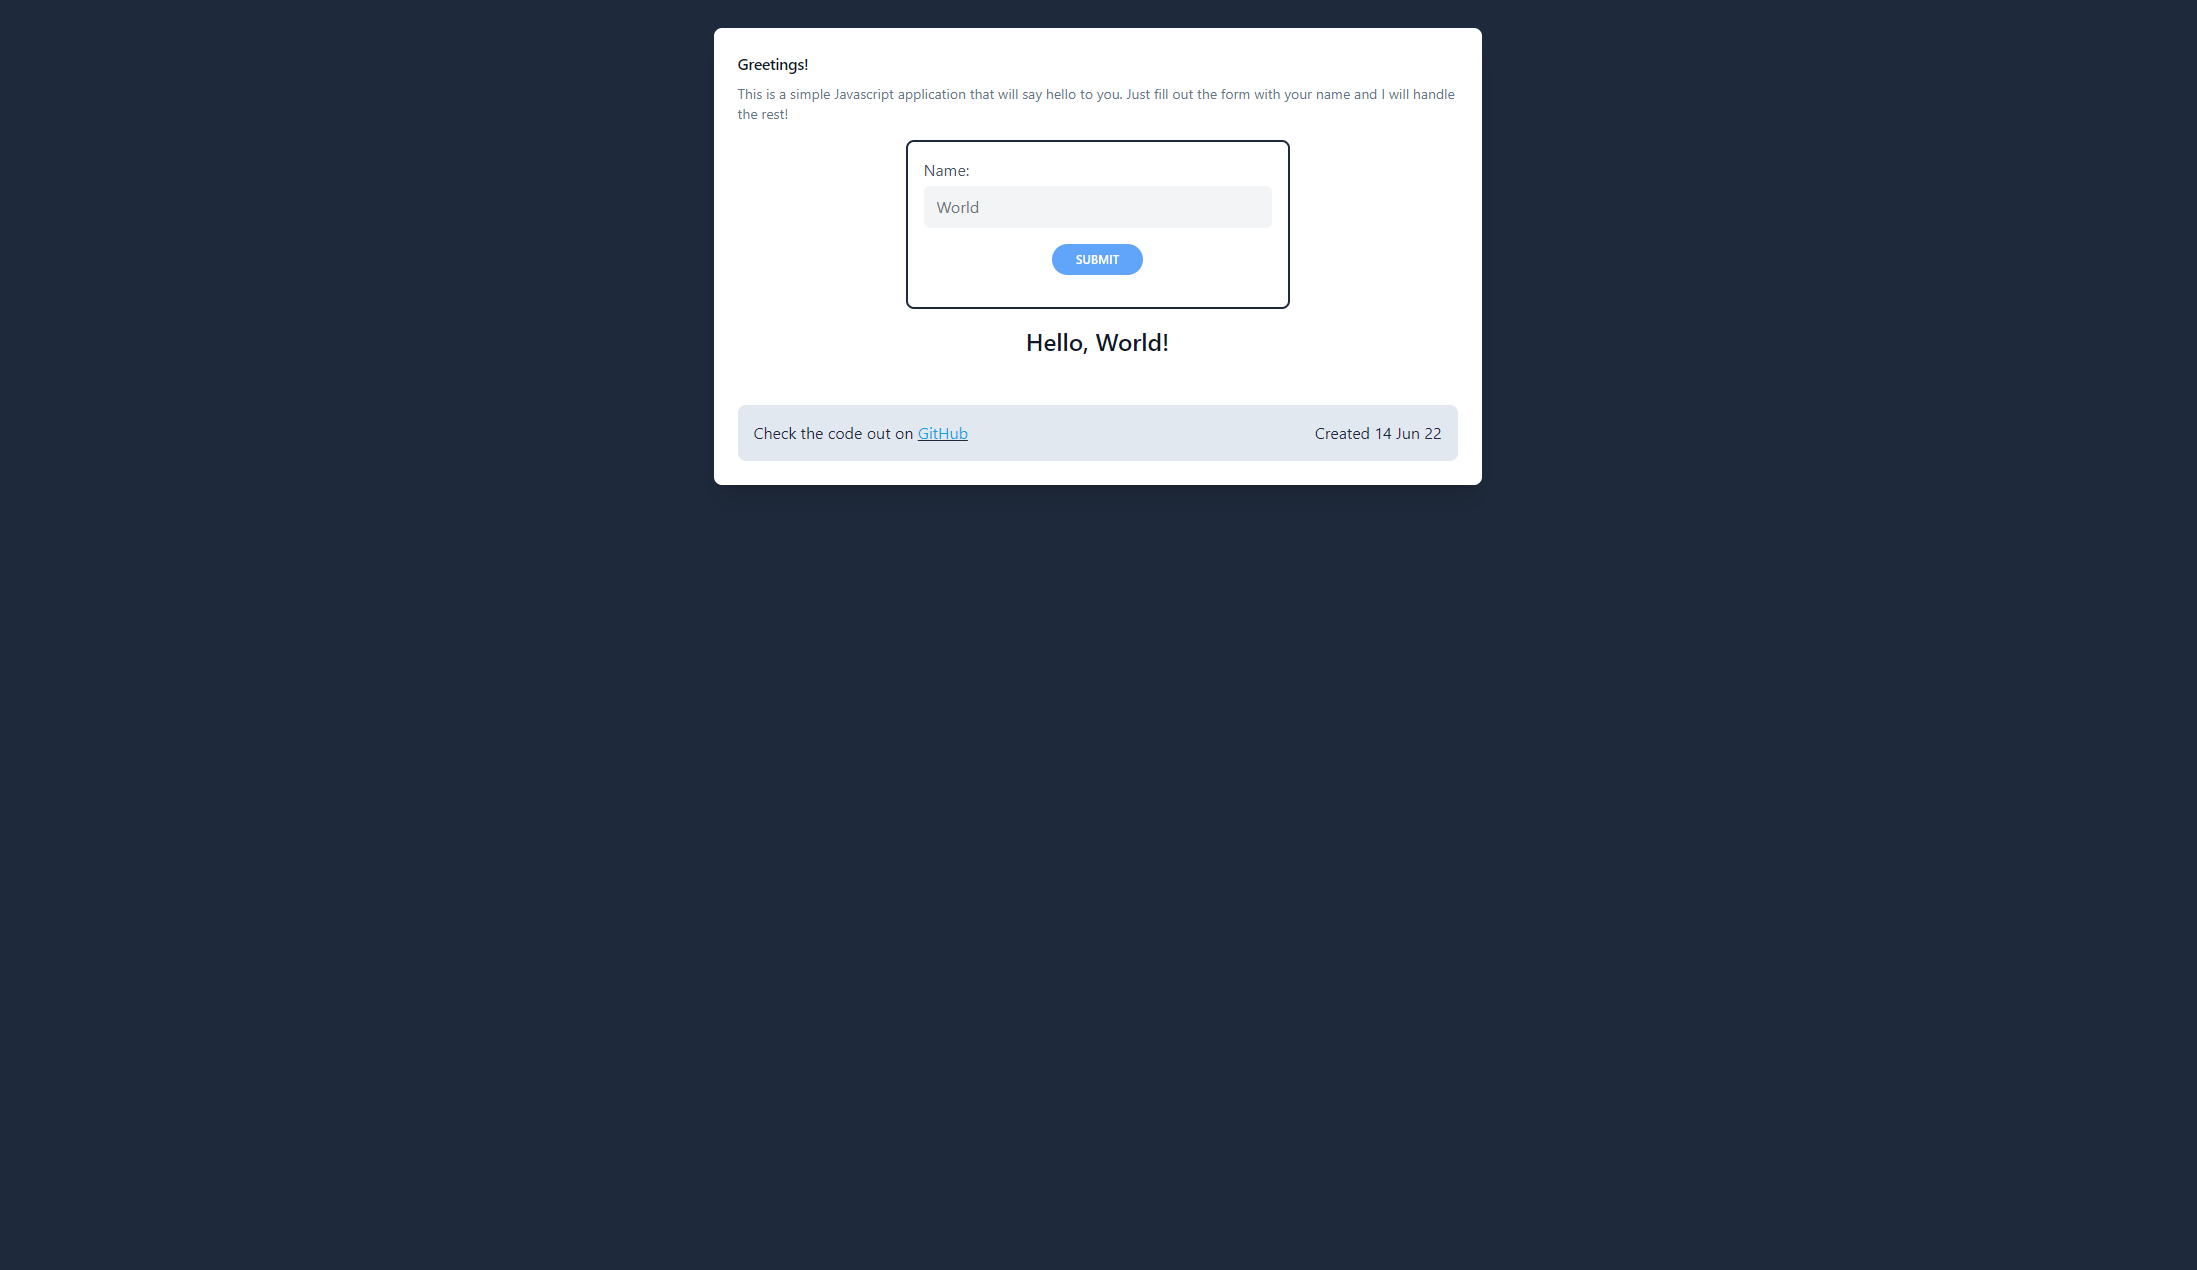 Greetings!
This is a simple Javascript application that will say hello to you. Just fill out the form with your name and I will handle
the rest!
Name:
World
SUBMIT
Hello, World!
Check the code out on GitHub
Created 14 Jun 22